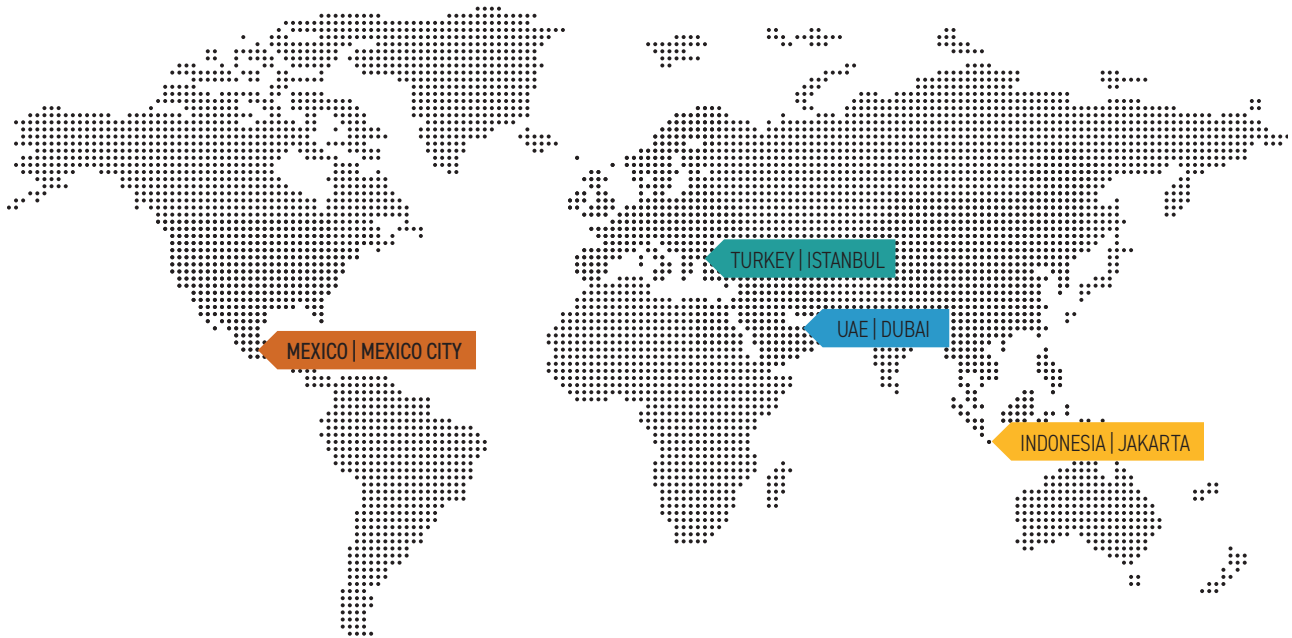 TURKEY | ISTANBUL
UAE | DUBAI
MEXICO | MEXICO CITY
INDONESIA | JAKARTA